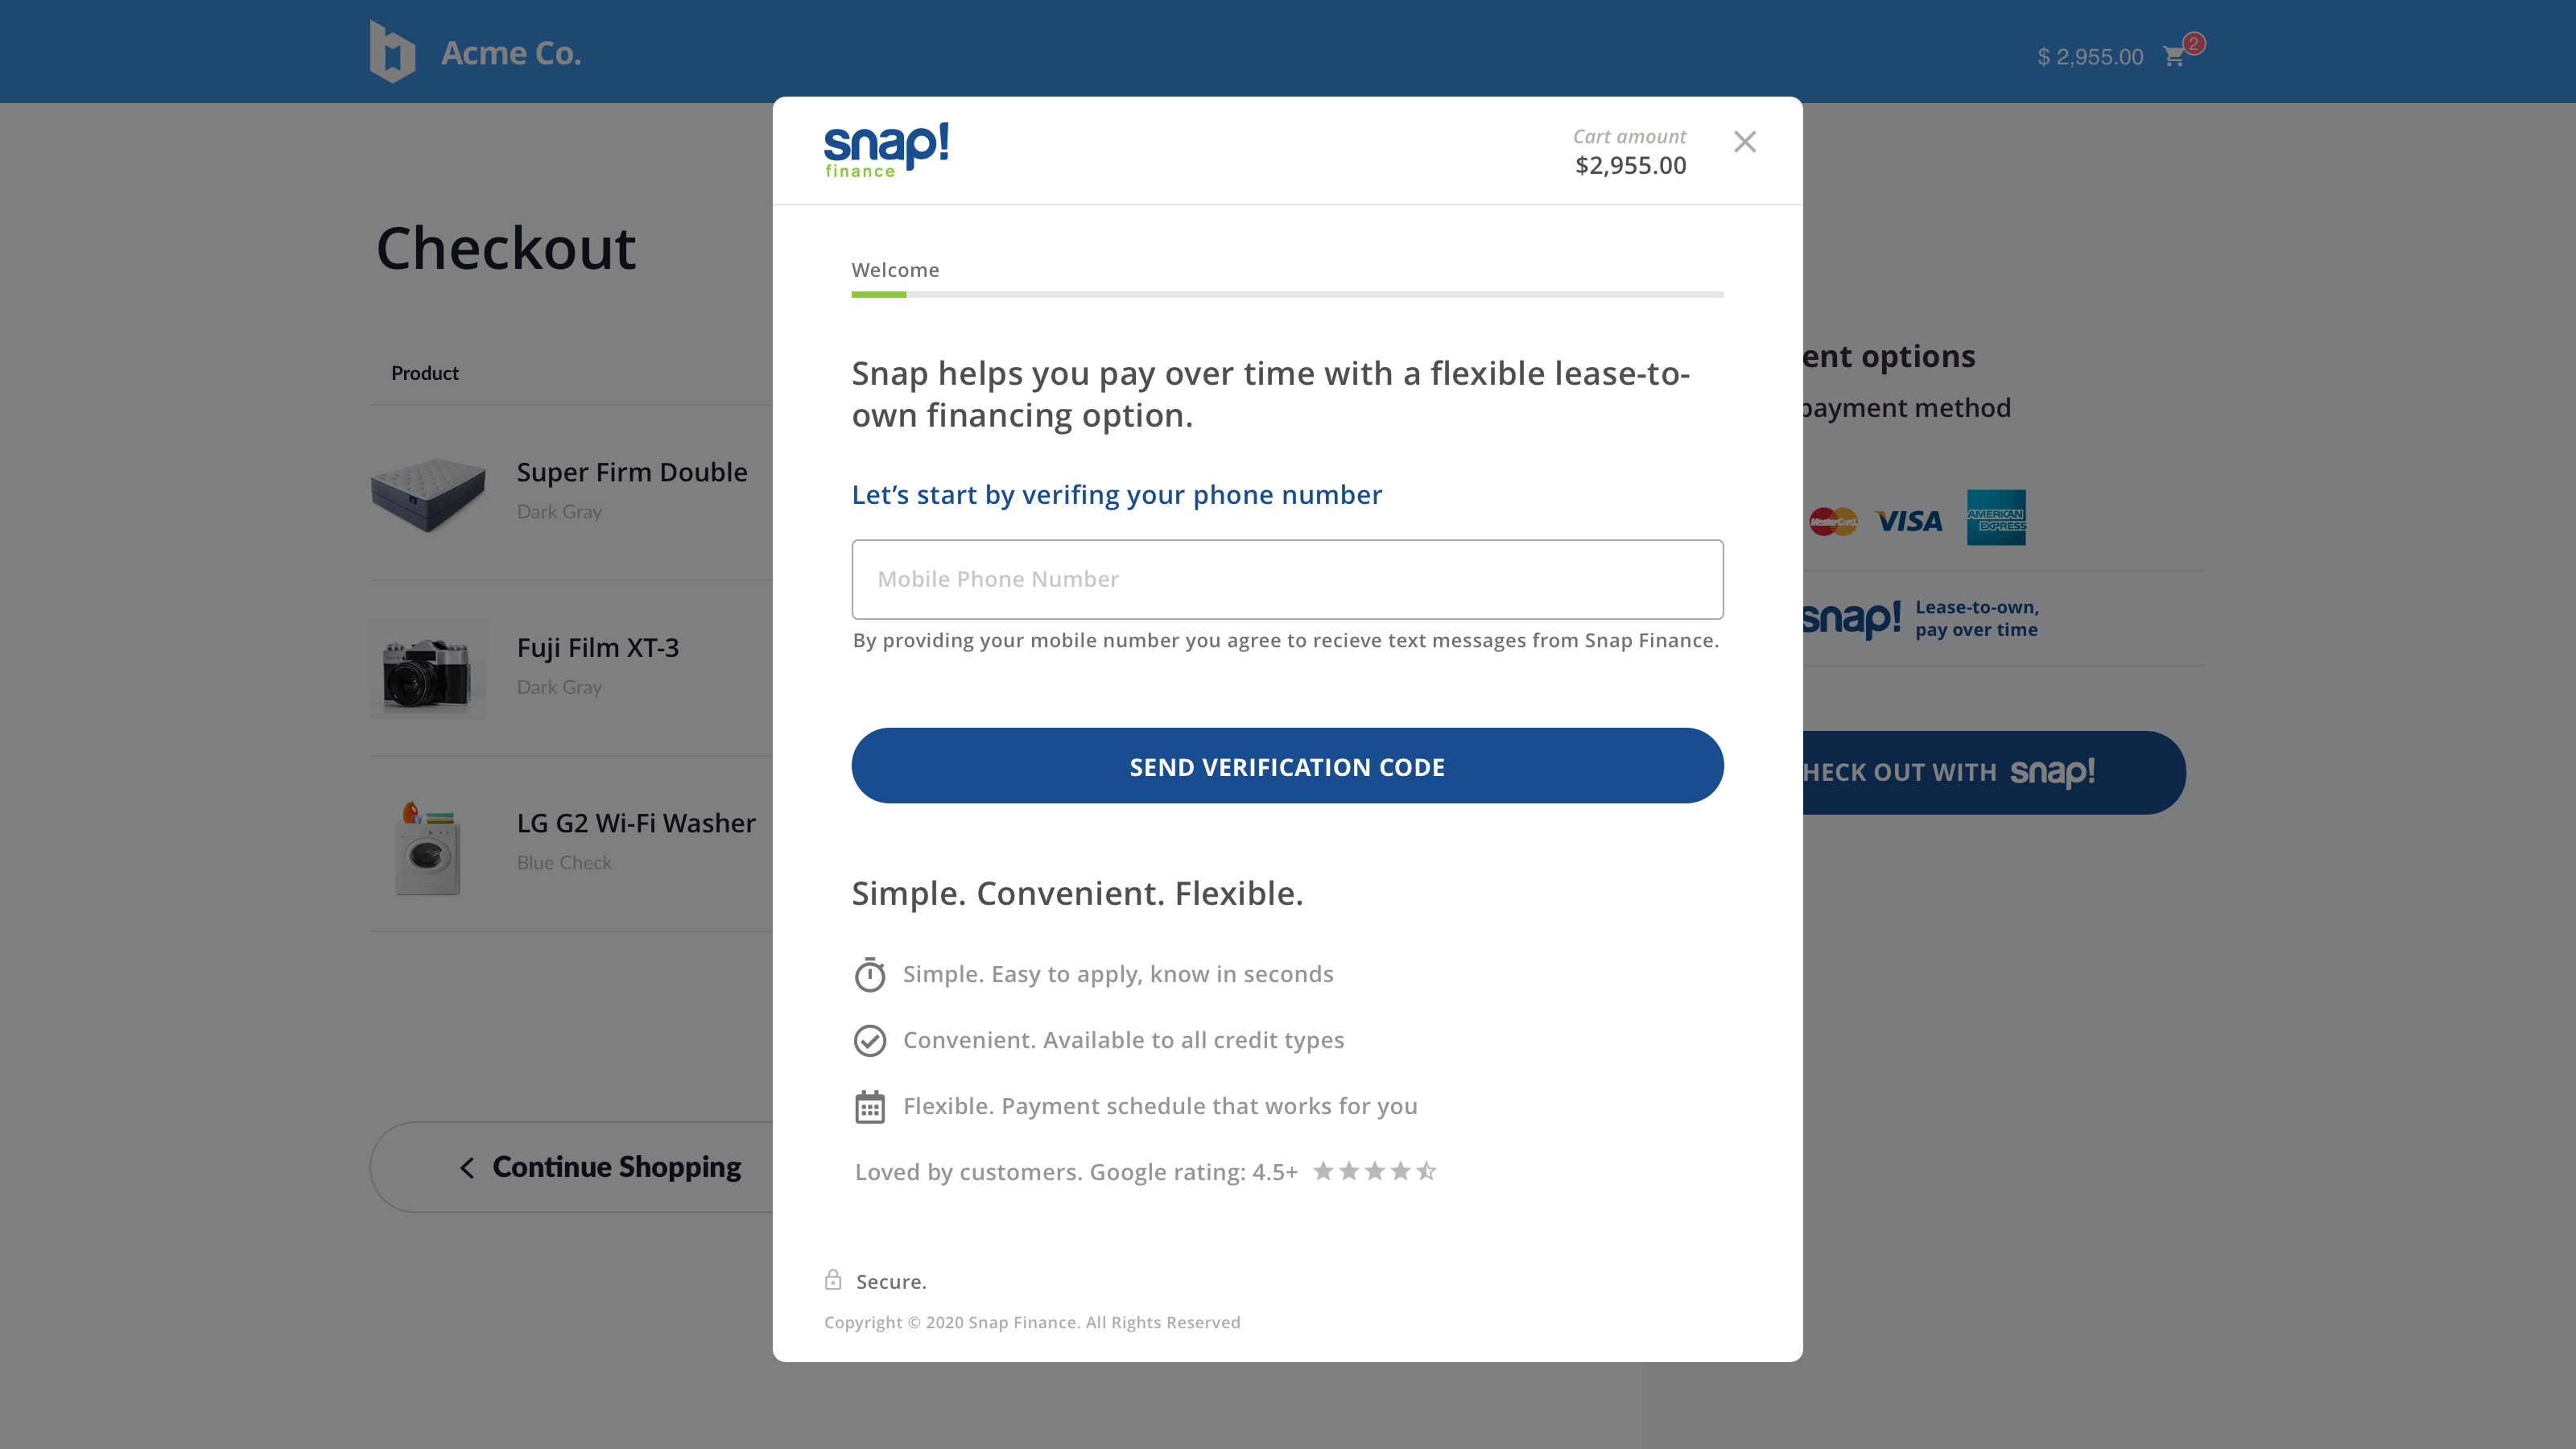 Acme Co.
$ 2,955.00
2
snap!
finance
Cart amount
$2,955.00
Checkout
Welcome
Product
Snap helps you pay over time with a flexible lease-to-
own financing option.
ent options
payment method
Super Firm Double
Dark Gray
Let’s start by verifing your phone number
MasterCard
VISA
AMERICAN
EXPRESS
Mobile Phone Number
By providing your mobile number you agree to recieve text messages from Snap Finance.
snap!
Lease-to-own,
pay over time
Fuji Film XT-3
Dark Gray
SEND VERIFICATION CODE
HECK OUT WITH snap!
LG G2 Wi-Fi Washer
Blue Check
Simple. Convenient. Flexible.
Simple. Easy to apply, know in seconds
Convenient. Available to all credit types
Flexible. Payment schedule that works for you
Loved by customers. Google rating: 4.5+
Continue Shopping
Secure.
Copyright © 2020 Snap Finance. All Rights Reserved